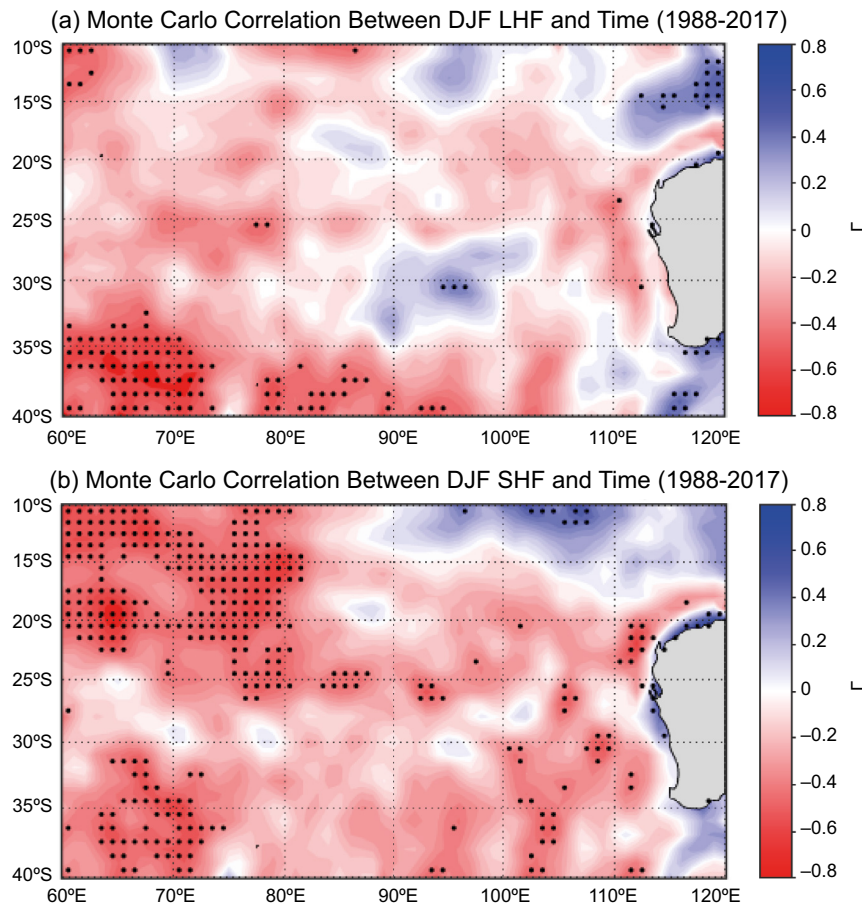 (a) Monte Carlo Correlation Between DJF LHF and Time (1988-2017)
10ºS
15ºS
20ºS
25ºS
30ºS
35ºS
40ºS
60ºE 70ºE 80ºE 90ºE 100ºE 110ºE 120ºE
0.8
0.6
0.4
0.2
0
−0.2
−0.4
−0.6
−0.8
r
(b) Monte Carlo Correlation Between DJF SHF and Time (1988-2017)
10ºS
15ºS
20ºS
25ºS
30ºS
35ºS
40ºS
60ºE 70ºE 80ºE 90ºE 100ºE 110ºE 120ºE
0.8
0.6
0.4
0.2
0
−0.2
−0.4
−0.6
−0.8
r